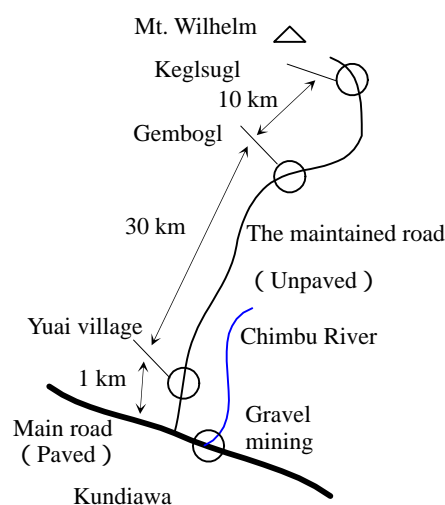 Mt. Wilhelm
Keglsugl
10 km
Gembogl
30 km
The maintained road
( Unpaved )
Yuai village
Chimbu River
1 km
Gravel
mining
Main road
( Paved )
Kundiawa